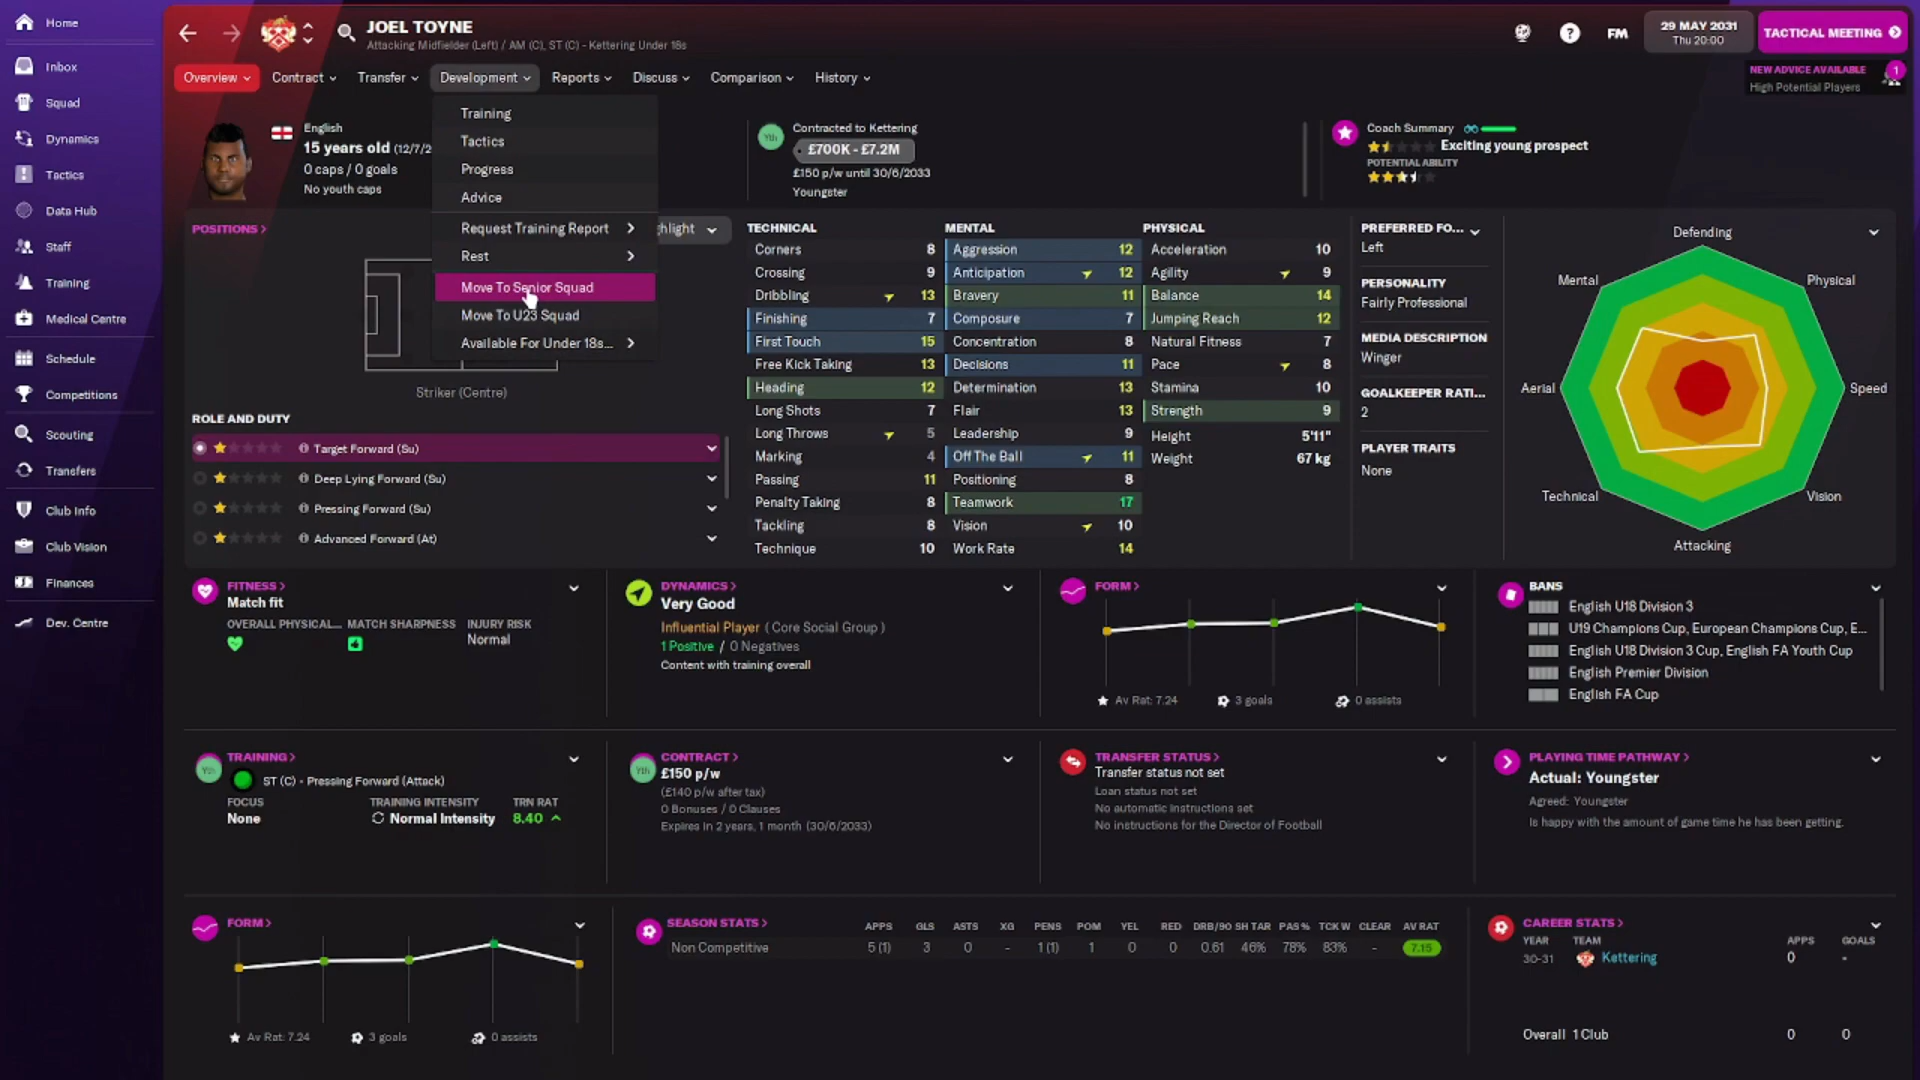 Home
Inbox
Squad
Dynamics
Tactics
Data Hub
Staff
Training
Medical Centre
Schedule
Competitions
Scouting
Transfers
Club Info
Club Vision
Finances
Dev. Centre
JOEL TOYNE
Attacking Midfielder (Left) / AM (C), ST (C) - Kettering Under 18s
FM
29 MAY 2031
Thu 20:00
TACTICAL MEETING
Overview
Contract
Transfer
Development
Reports
Discuss
Comparison
History
NEW ADVICE AVAILABLE
High Potential Players
1
Training
Tactics
Progress
Advice
Request Training Report
Rest
Move To Senior Squad
Move To U23 Squad
Available For Under 18s...
English
15 years old (12/7/2
0 caps / 0 goals
No youth caps
Yth
Contracted to Kettering
£700K - £7.2M
£150 p/w until 30/6/2033
Youngster
Coach Summary
Exciting young prospect
POTENTIAL ABILITY
POSITIONS >
Striker (Centre)
ROLE AND DUTY
Target Forward (Su)
Deep Lying Forward (Su)
Pressing Forward (Su)
Advanced Forward (At)
TECHNICAL
Corners 8
Crossing 9
Dribbling 13
Finishing 7
First Touch 15
Free Kick Taking 13
Heading 12
Long Shots 7
Long Throws 5
Marking 4
Passing 11
Penalty Taking 8
Tackling 8
Technique 10
MENTAL
Aggression 12
Anticipation 12
Bravery 11
Composure 7
Concentration 8
Decisions 11
Determination 13
Flair 13
Leadership 9
Off The Ball 11
Positioning 8
Teamwork 17
Vision 10
Work Rate 14
PHYSICAL
Acceleration 10
Agility 9
Balance 14
Jumping Reach 12
Natural Fitness 7
Pace 8
Stamina 10
Strength 9
Height 5'11"
Weight 67 kg
PREFERRED FO...
Left
PERSONALITY
Fairly Professional
MEDIA DESCRIPTION
Winger
GOALKEEPER RATI...
2
PLAYER TRAITS
None
Defending
Physical
Speed
Vision
Attacking
Technical
Aerial
Mental
FITNESS >
Match fit
OVERALL PHYSICAL... MATCH SHARPNESS INJURY RISK
Normal
DYNAMICS >
Very Good
Influential Player ( Core Social Group )
1 Positive / 0 Negatives
Content with training overall
FORM >
Av Rat: 7.24 3 goals 0 assists
BANS
English U18 Division 3
U19 Champions Cup, European Champions Cup, E...
English U18 Division 3 Cup, English FA Youth Cup
English Premier Division
English FA Cup
TRAINING >
Yth
ST (C) - Pressing Forward (Attack)
FOCUS TRAINING INTENSITY TRN RAT
None Normal Intensity 8.40
CONTRACT >
Yth
£150 p/w
(£140 p/w after tax)
0 Bonuses / 0 Clauses
Expires in 2 years, 1 month (30/6/2033)
TRANSFER STATUS >
Transfer status not set
Loan status not set
No automatic instructions set
No instructions for the Director of Football
PLAYING TIME PATHWAY >
Actual: Youngster
Agreed: Youngster
Is happy with the amount of game time he has been getting.
FORM >
Av Rat: 7.24 3 goals 0 assists
SEASON STATS > APPS GLS ASTS XG PENS POM YEL RED DRB/90 SH TAR PAS % TCK W CLEAR AV RAT
Non Competitive 5 (1) 3 0 - 1 (1) 1 0 0 0.61 46% 78% 83% - 7.15
CAREER STATS >
YEAR TEAM APPS GOALS
30-31 Kettering 0 -
Overall 1 Club 0 0